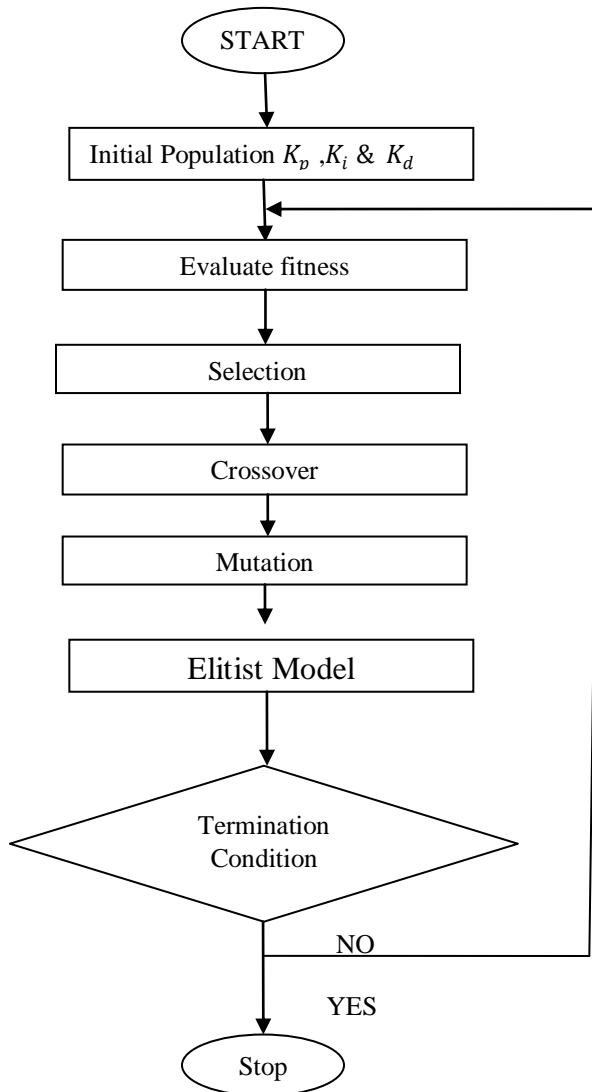 START
Initial Population K_p ,K_i & K_d
Evaluate fitness
Selection
Crossover
Mutation
Elitist Model
Termination
Condition
NO
YES
Stop